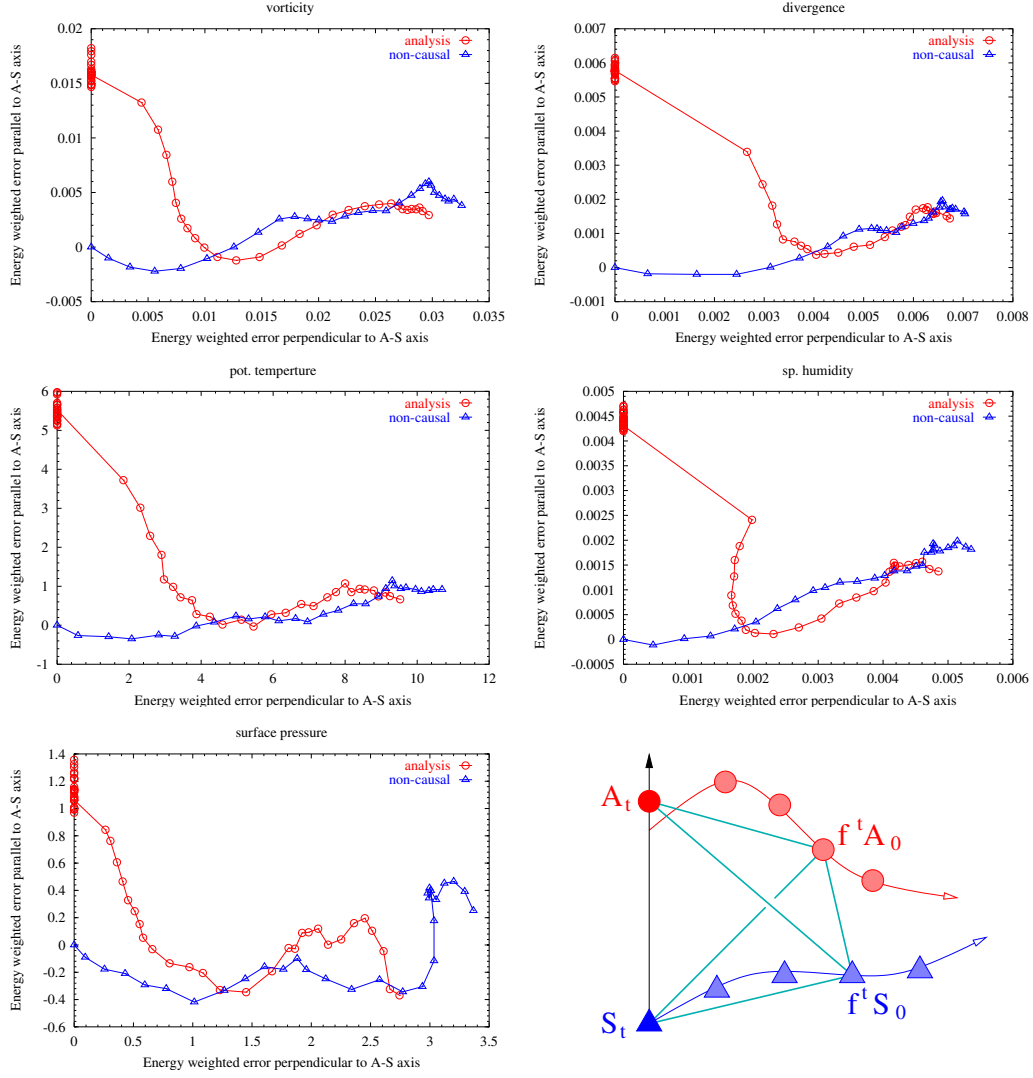 vorticity
0.02
0.015
0.01
0.005
0
-0.005
Energy weighted error parallel to A-S axis
analysis
non-causal
0 0.005 0.01 0.015 0.02 0.025 0.03 0.035
Energy weighted error perpendicular to A-S axis
divergence
0.007
0.006
0.005
0.004
0.003
0.002
0.001
0
-0.001
Energy weighted error parallel to A-S axis
analysis
non-causal
0 0.001 0.002 0.003 0.004 0.005 0.006 0.007 0.008
Energy weighted error perpendicular to A-S axis
pot. temperture
6
5
4
3
2
1
0
-1
Energy weighted error parallel to A-S axis
analysis
non-causal
0 2 4 6 8 10 12
Energy weighted error perpendicular to A-S axis
sp. humidity
0.005
0.0045
0.004
0.0035
0.003
0.0025
0.002
0.0015
0.001
0.0005
0
-0.0005
Energy weighted error parallel to A-S axis
analysis
non-causal
0 0.001 0.002 0.003 0.004 0.005 0.006
Energy weighted error perpendicular to A-S axis
surface pressure
1.4
1.2
1
0.8
0.6
0.4
0.2
0
-0.2
-0.4
-0.6
Energy weighted error parallel to A-S axis
analysis
non-causal
0 0.5 1 1.5 2 2.5 3 3.5
Energy weighted error perpendicular to A-S axis
A t
f t A 0
S t
f t S 0